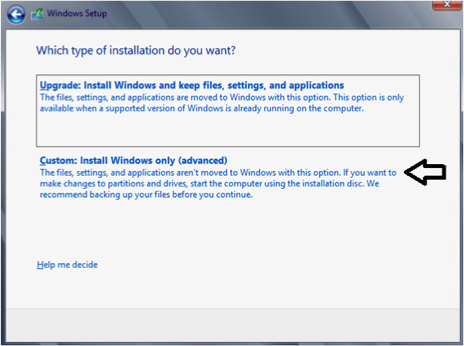 Windows Setup
Which type of installation do you want?
Upgrade: Install Windows and keep files, settings, and applications
The files, settings, and applications are moved to Windows with this option. This option is only
available when a supported version of Windows is already running on the computer.
Custom: Install Windows only (advanced)
The files, settings, and applications aren't moved to Windows with this option. If you want to
make changes to partitions and drives, start the computer using the installation disc. We
recommend backing up your files before you continue.
Help me decide